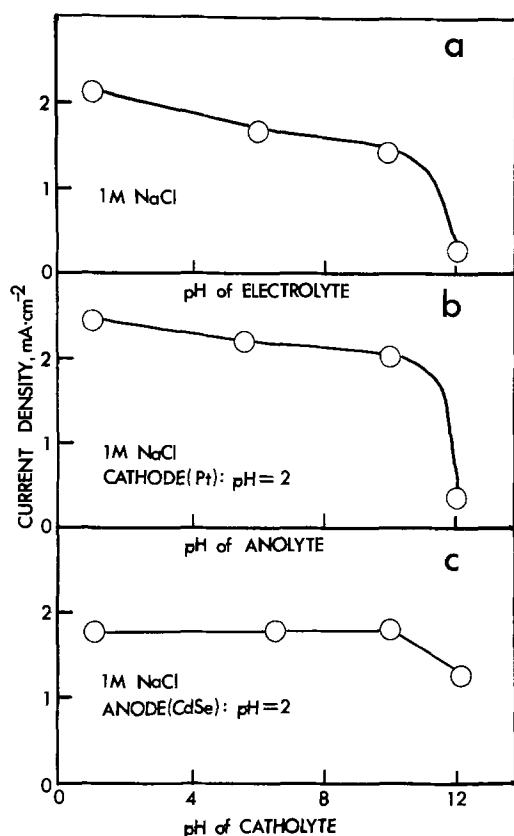 a
2
1
0
1M NaCl
pH of ELECTROLYTE
b
2
1
0
1M NaCl
CATHODE(Pt): pH = 2
CURRENT DENSITY, mA·cm⁻²
pH of ANOLYTE
c
2
1
0
1M NaCl
ANODE(CdSe): pH = 2
0 4 8 12
pH of CATHOLYTE